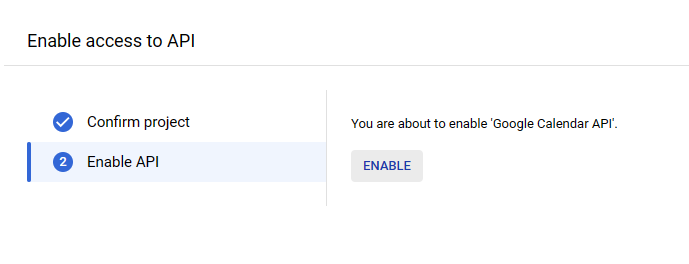 Enable access to API
Confirm project
2 Enable API
You are about to enable 'Google Calendar API'.
ENABLE